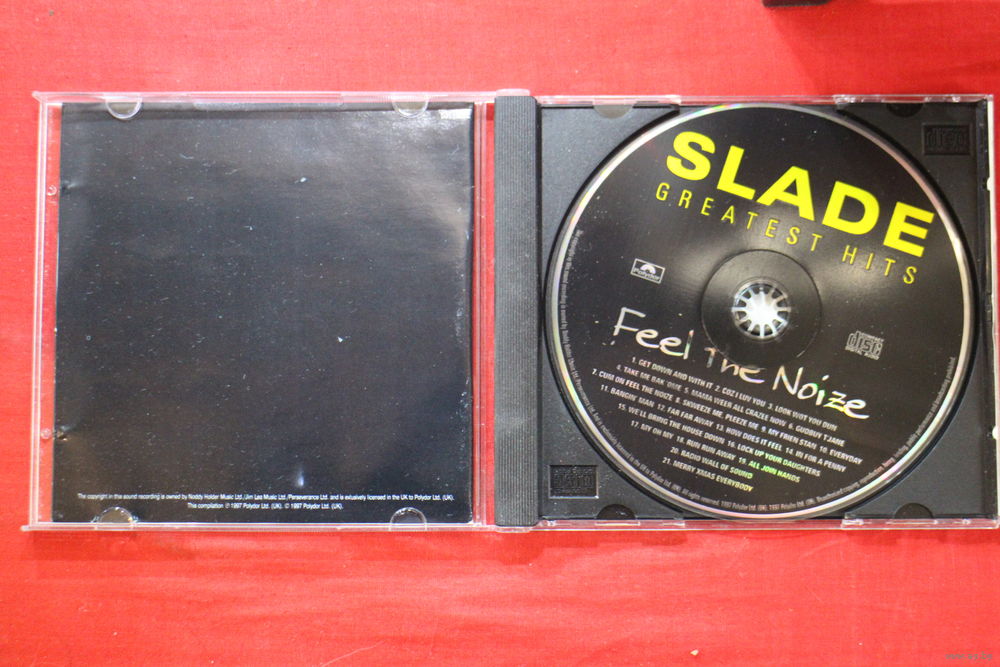 The copyright in this sound recording is owned by Noddy Holder Music Ltd./Jim Lea Music Ltd./Perseverance Ltd. and is exlusively licensed in the UK to Polydor Ltd. (UK).
This compilation ℗ 1997 Polydor Ltd. (UK). © 1997 Polydor Ltd. (UK).
SLADE
GREATEST HITS
Polydor
COMPACT
disc
DIGITAL AUDIO
Feel The Noize
1. GET DOWN AND WITH IT 2. COZ I LUV YOU 3. LOOK WOT YOU DUN
4. TAKE ME BAK 'OME 5. MAMA WEER ALL CRAZEE NOW 6. GUDBUY T'JANE
7. CUM ON FEEL THE NOIZE 8. SKWEEZE ME, PLEEZE ME 9. MY FRIEN STAN 10. EVERYDAY
11. BANGIN' MAN 12. FAR FAR AWAY 13. HOW DOES IT FEEL 14. IN FOR A PENNY
15. WE'LL BRING THE HOUSE DOWN 16. LOCK UP YOUR DAUGHTERS
17. MY OH MY 18. RUN RUN AWAY 19. ALL JOIN HANDS
20. RADIO WALL OF SOUND
21. MERRY XMAS EVERYBODY